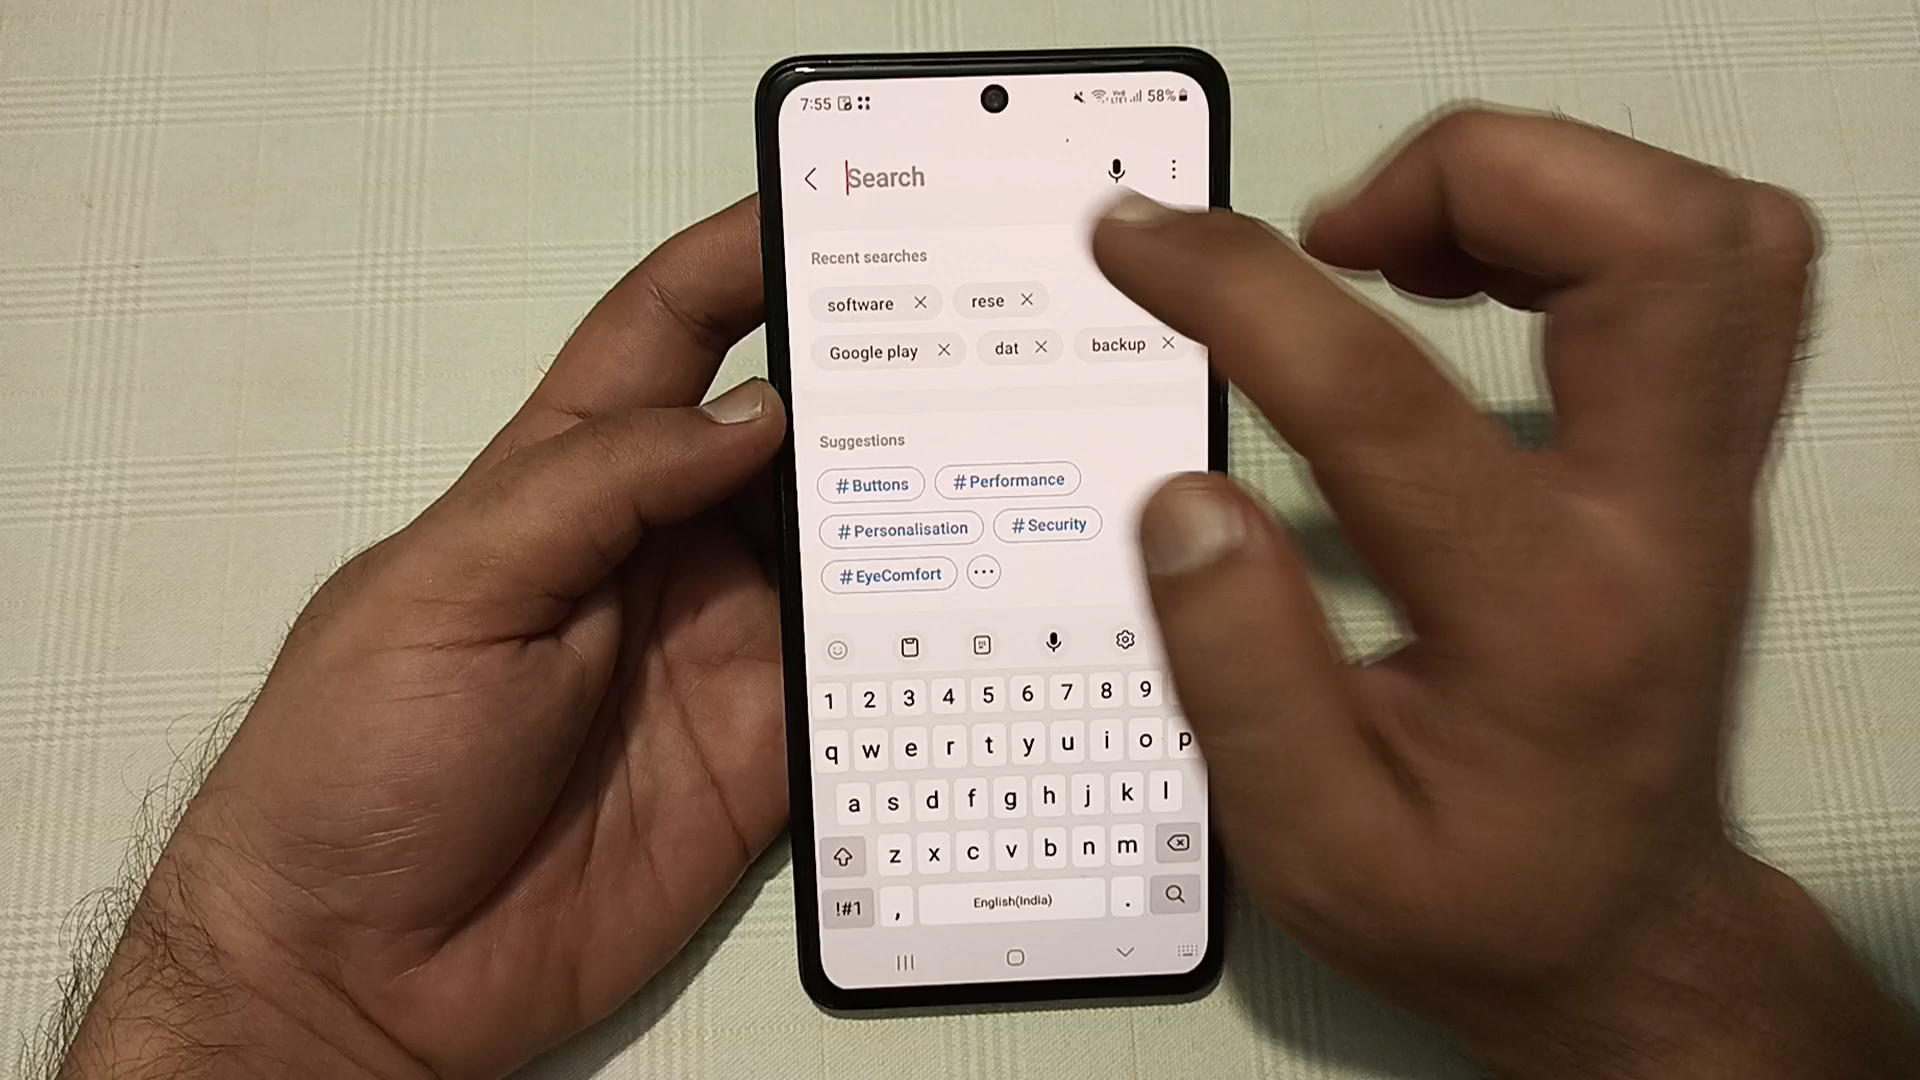 7:55 58%
Search
Recent searches
software rese
Google play dat backup
Suggestions
#Buttons #Performance
#Personalisation #Security
#EyeComfort
1 2 3 4 5 6 7 8 9
q w e r t y u i o p
a s d f g h j k l
z x c v b n m
!#1 , English(India) .